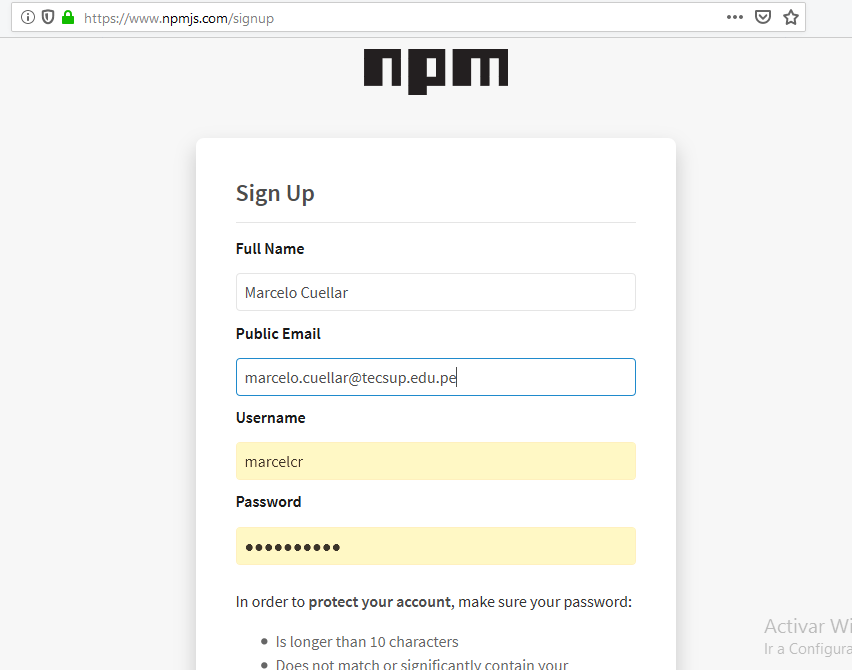 https://www.npmjs.com/signup
npm
Sign Up
Full Name
Marcelo Cuellar
Public Email
marcelo.cuellar@tecsup.edu.pe
Username
marcelcr
Password
●●●●●●●●●●
In order to protect your account, make sure your password:
• Is longer than 10 characters
• Does not match or significantly contain your
Activar Wi
Ir a Configura